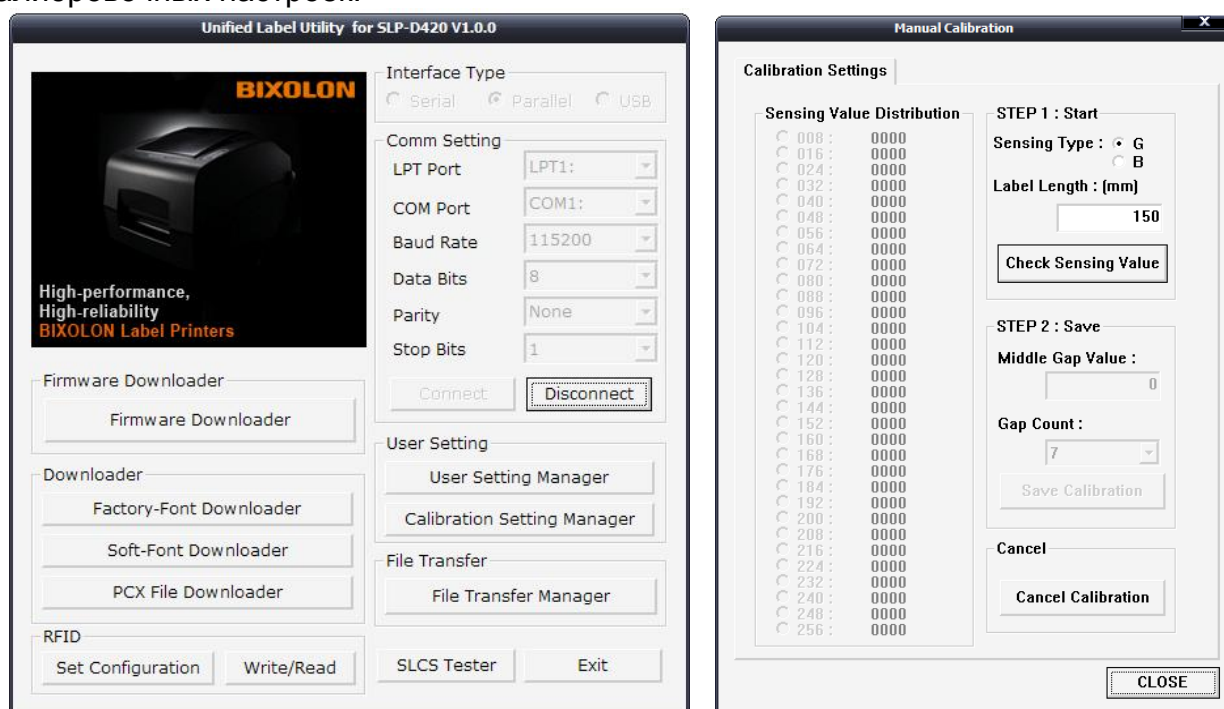 Unified Label Utility for SLP-D420 V1.0.0
BIXOLON
High-performance,
High-reliability
BIXOLON Label Printers
Interface Type
Serial Parallel USB
Comm Setting
LPT Port LPT1:
COM Port COM1:
Baud Rate 115200
Data Bits 8
Parity None
Stop Bits 1
Connect Disconnect
Firmware Downloader
Firmware Downloader
Downloader
Factory-Font Downloader
Soft-Font Downloader
PCX File Downloader
RFID
Set Configuration Write/Read
User Setting
User Setting Manager
Calibration Setting Manager
File Transfer
File Transfer Manager
SLCS Tester Exit
Manual Calibration X
Calibration Settings
Sensing Value Distribution
008 : 0000
016 : 0000
024 : 0000
032 : 0000
040 : 0000
048 : 0000
056 : 0000
064 : 0000
072 : 0000
080 : 0000
088 : 0000
096 : 0000
104 : 0000
112 : 0000
120 : 0000
128 : 0000
136 : 0000
144 : 0000
152 : 0000
160 : 0000
168 : 0000
176 : 0000
184 : 0000
192 : 0000
200 : 0000
208 : 0000
216 : 0000
224 : 0000
232 : 0000
240 : 0000
248 : 0000
256 : 0000
STEP 1 : Start
Sensing Type : G
B
Label Length : (mm)
150
Check Sensing Value
STEP 2 : Save
Middle Gap Value :
0
Gap Count :
7
Save Calibration
Cancel
Cancel Calibration
CLOSE